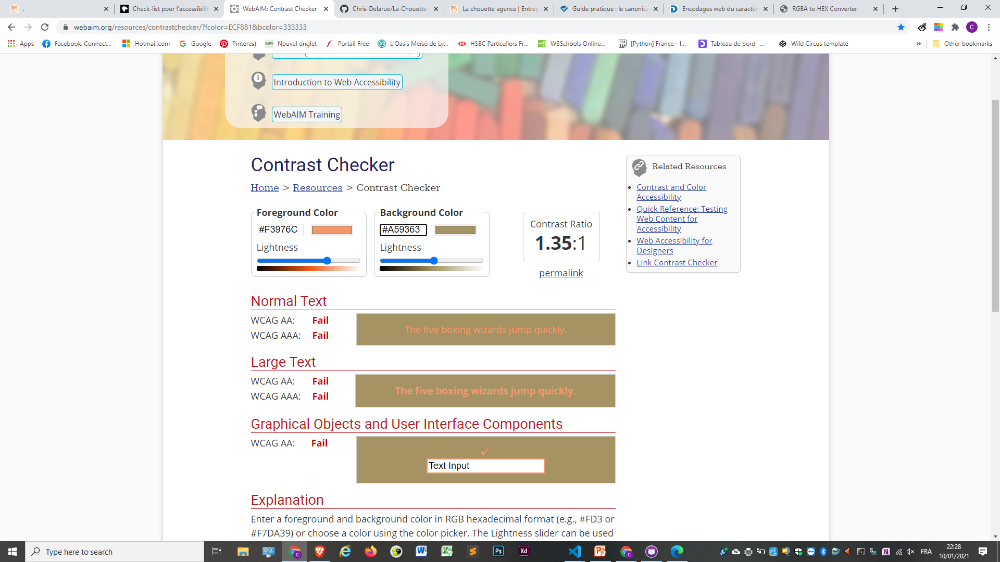 .
Check-list pour l'accessibilit
WebAIM: Contrast Checker
Chris-Delarue/La-Chouette-
La chouette agence | Entrep
Guide pratique : le canonica
Encodages web du caractèr
RGBA to HEX Converter
webaim.org/resources/contrastchecker/?fcolor=ECF881&bcolor=333333
C
Apps
Facebook. Connect...
Hotmail.com
Google
Pinterest
EDW Nouvel onglet
Portail Free
L'Oasïs Meïsō de Ly...
HSBC Particuliers Fr...
W3Schools Online...
[Python] France - I...
Tableau de bord -...
Wild Circus template
»
Other bookmarks
Introduction to Web Accessibility
WebAIM Training
Contrast Checker
Home > Resources > Contrast Checker
Foreground Color
#F3976C
Lightness
Background Color
#A59363
Lightness
Contrast Ratio
1.35:1
permalink
Related Resources
• Contrast and Color
Accessibility
• Quick Reference: Testing
Web Content for
Accessibility
• Web Accessibility for
Designers
• Link Contrast Checker
Normal Text
WCAG AA: Fail
WCAG AAA: Fail
The five boxing wizards jump quickly.
Large Text
WCAG AA: Fail
WCAG AAA: Fail
The five boxing wizards jump quickly.
Graphical Objects and User Interface Components
WCAG AA: Fail
✓
Text Input
Explanation
Enter a foreground and background color in RGB hexadecimal format (e.g., #FD3 or
#F7DA39) or choose a color using the color picker. The Lightness slider can be used
Type here to search
Ps
Xd
FRA
22:28
10/01/2021